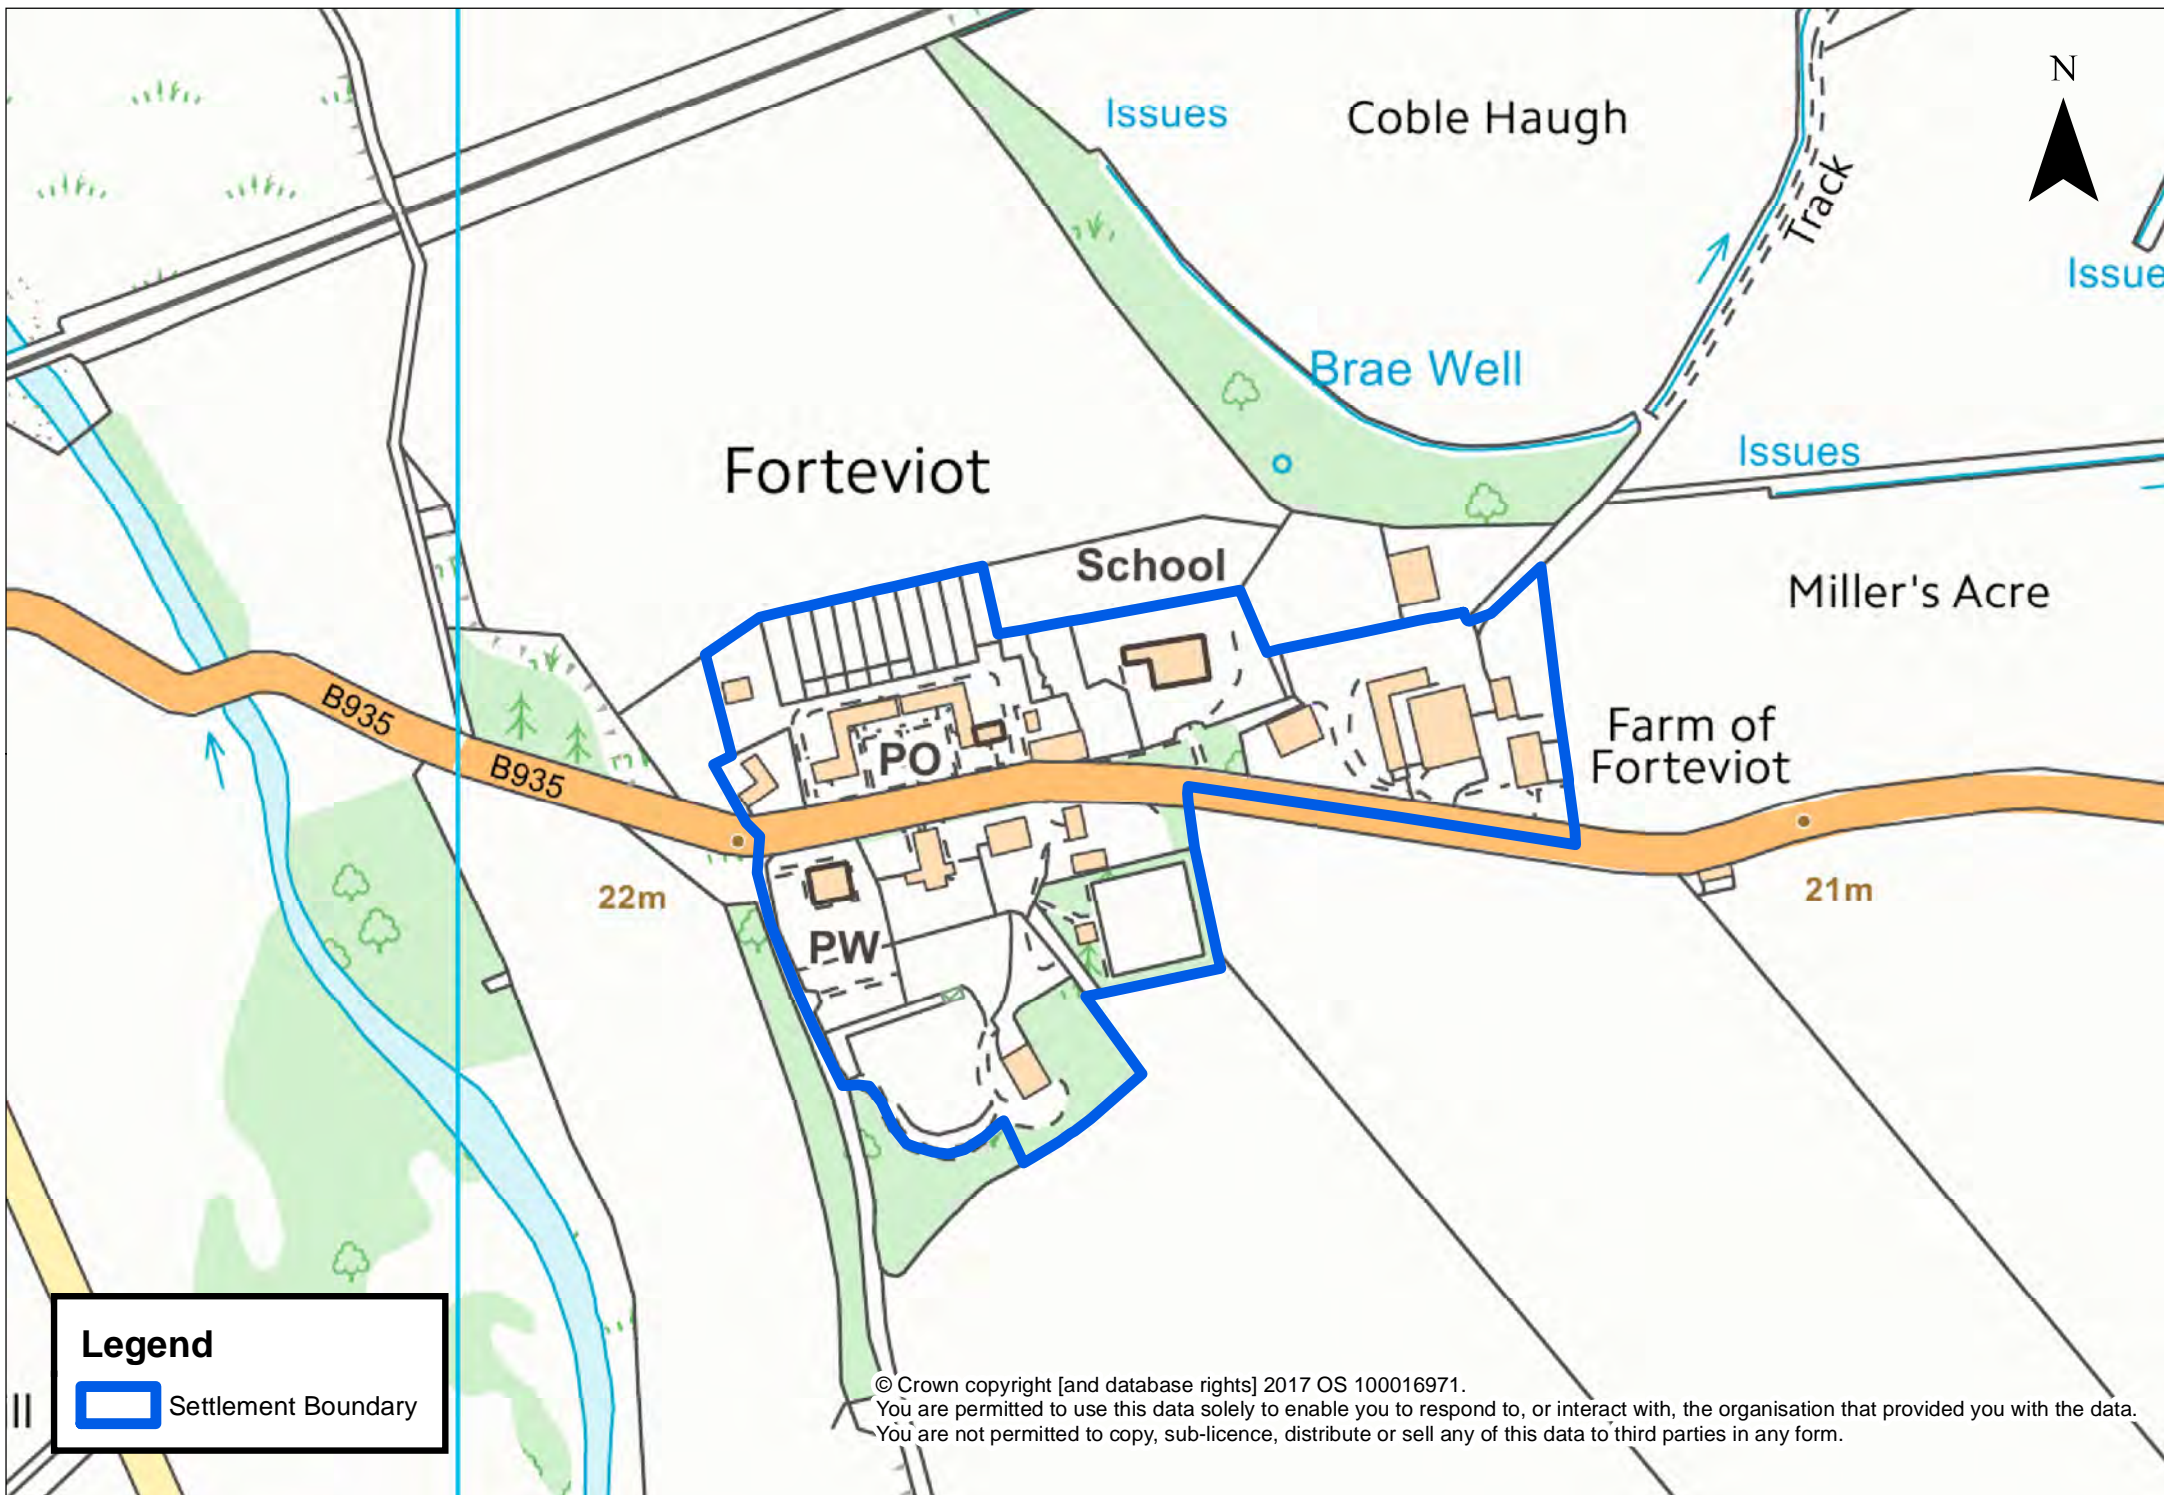 N
Issues
Coble Haugh
Track
Issue
Brae Well
Issues
Forteviot
School
Miller's Acre
B935
B935
PO
Farm of
Forteviot
22m
21m
PW
Legend
Settlement Boundary
ll
© Crown copyright [and database rights] 2017 OS 100016971.
You are permitted to use this data solely to enable you to respond to, or interact with, the organisation that provided you with the data.
You are not permitted to copy, sub-licence, distribute or sell any of this data to third parties in any form.